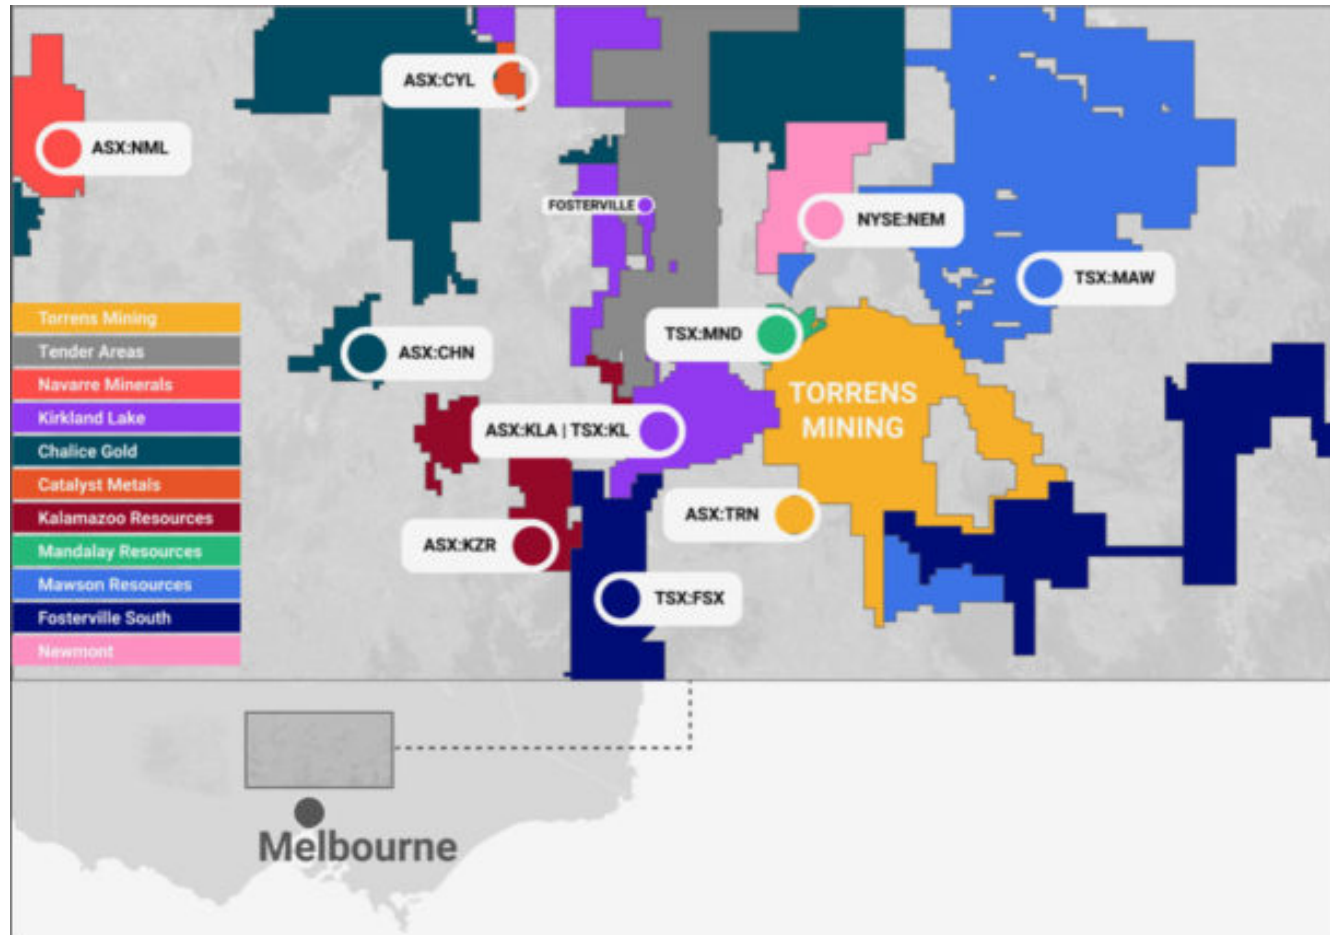 ASX:CYL
ASX:NML
FOSTERVILLE
NYSE:NEM
TSX:MAW
TSX:MND
ASX:CHN
TORRENS
MINING
ASX:KLA | TSX:KL
ASX:TRN
ASX:KZR
TSX:FSX
Torrens Mining
Tender Areas
Navarre Minerals
Kirkland Lake
Chalice Gold
Catalyst Metals
Kalamazoo Resources
Mandalay Resources
Mawson Resources
Fosterville South
Newmont
Melbourne